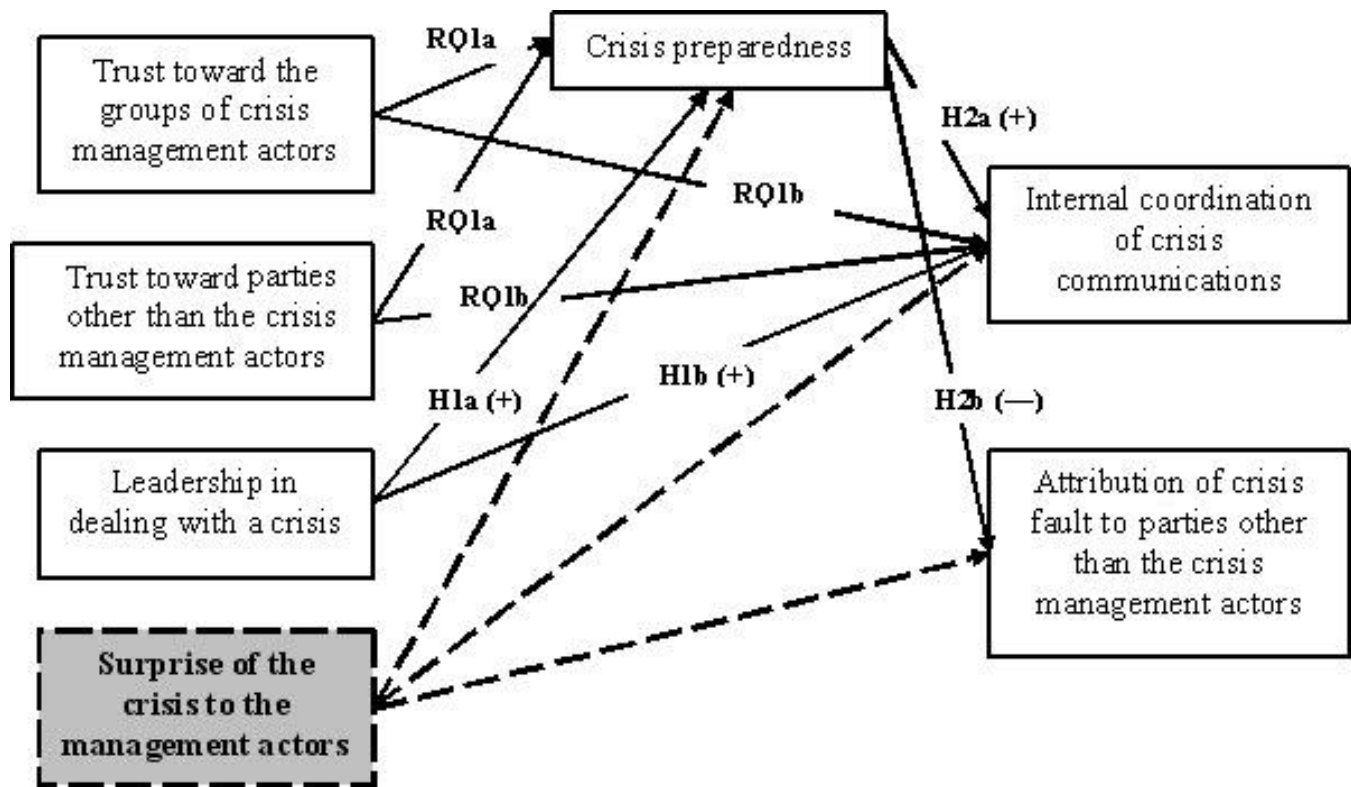 RQ1a
Crisis preparedness
Trust toward the
groups of crisis
management actors
H2a (+)
RQ1b
Internal coordination
of crisis
communications
RQ1a
Trust toward parties
other than the crisis
management actors
RQ1b
H1b (+)
H1a (+)
H2b (—)
Leadership in
dealing with a crisis
Attribution of crisis
fault to parties other
than the crisis
management actors
Surprise of the
crisis to the
management actors